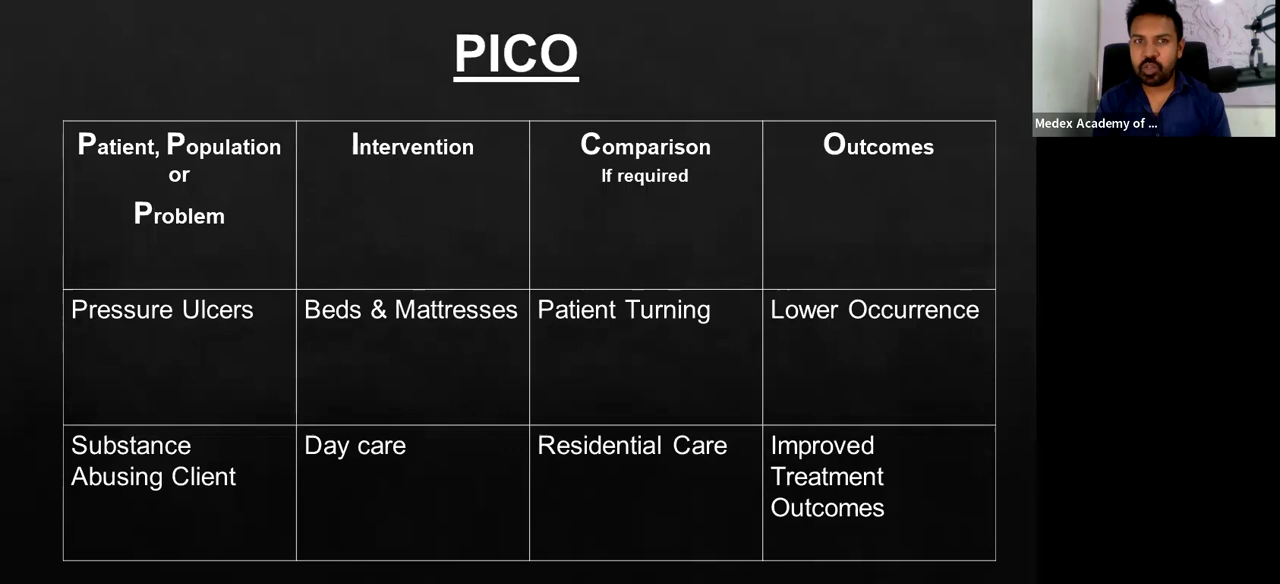 PICO
Patient, Population
or
Problem
Intervention
Comparison
If required
Outcomes
Pressure Ulcers
Beds & Mattresses
Patient Turning
Lower Occurrence
Substance
Abusing Client
Day care
Residential Care
Improved
Treatment
Outcomes
Medex Academy of ...